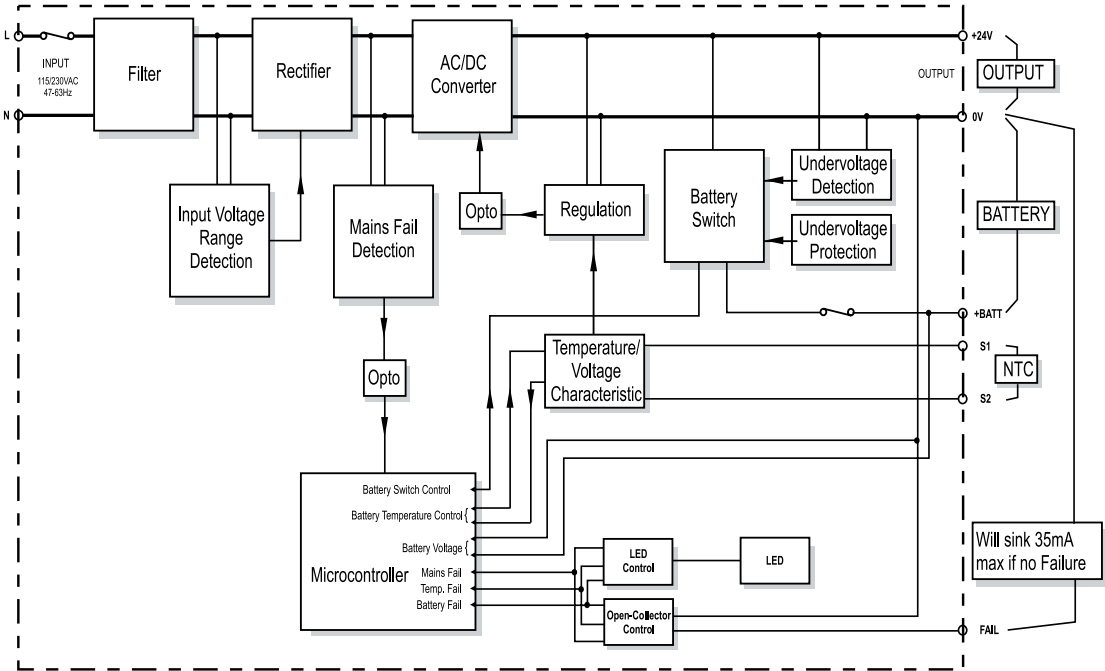 L
INPUT
115/230VAC
47-63Hz
N
Filter
Rectifier
AC/DC
Converter
OUTPUT
+24V
OUTPUT
0V
Input Voltage
Range
Detection
Mains Fail
Detection
Opto
Regulation
Battery
Switch
Undervoltage
Detection
Undervoltage
Protection
BATTERY
+BATT
Opto
Temperature/
Voltage
Characteristic
S1
NTC
S2
Battery Switch Control
Battery Temperature Control {
Battery Voltage {
Microcontroller
Mains Fail
Temp. Fail
Battery Fail
LED
Control
LED
Open-Collector
Control
Will sink 35mA
max if no Failure
FAIL